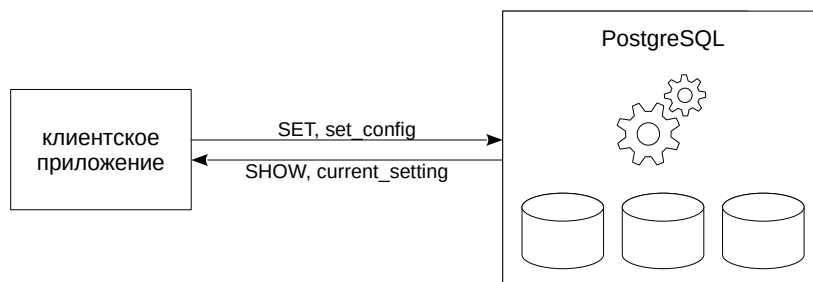 PostgreSQL
клиентское
приложение
SET, set_config
SHOW, current_setting